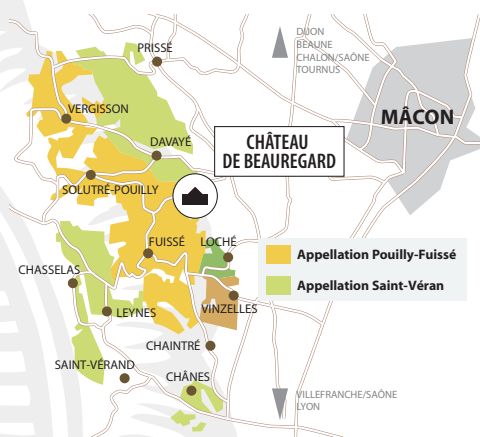 DIJON
BEAUNE
CHALON/SAÔNE
TOURNUS
PRISSÉ
VERGISSON
MÂCON
DAVAYÉ
CHÂTEAU
DE BEAUREGARD
SOLUTRÉ-POUILLY
FUISSÉ
LOCHÉ
Appellation Pouilly-Fuissé
CHASSELAS
Appellation Saint-Véran
LEYNES
VINZELLES
CHAINTRÉ
SAINT-VÉRAND
CHÂNES
VILLEFRANCHE/SAÔNE
LYON